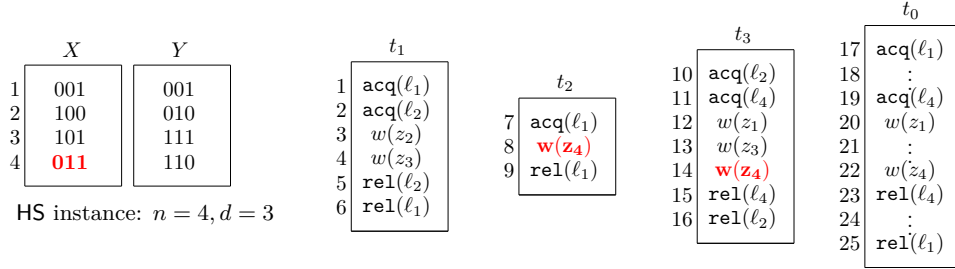 X Y
1 001 001
2 100 010
3 101 111
4 011 110
HS instance: n = 4, d = 3
t₁
1 acq(ℓ₁)
2 acq(ℓ₂)
3 w(z₂)
4 w(z₃)
5 rel(ℓ₂)
6 rel(ℓ₁)
t₂
7 acq(ℓ₁)
8 w(z₄)
9 rel(ℓ₁)
t₃
10 acq(ℓ₂)
11 acq(ℓ₄)
12 w(z₁)
13 w(z₃)
14 w(z₄)
15 rel(ℓ₄)
16 rel(ℓ₂)
t₀
17 acq(ℓ₁)
18 ⋮
19 acq(ℓ₄)
20 w(z₁)
21 ⋮
22 w(z₄)
23 rel(ℓ₄)
24 ⋮
25 rel(ℓ₁)